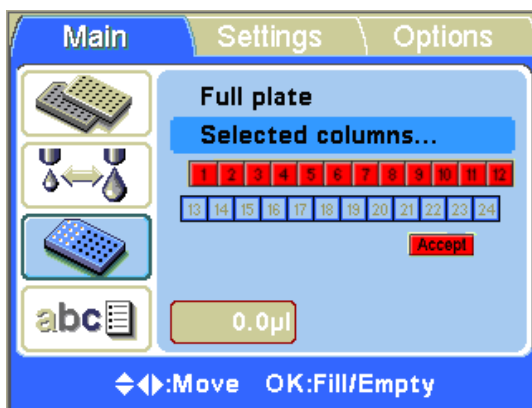 Main Settings Options
Full plate
Selected columns...
1 2 3 4 5 6 7 8 9 10 11 12
13 14 15 16 17 18 19 20 21 22 23 24
Accept
abc
0.0µl
:Move OK:Fill/Empty